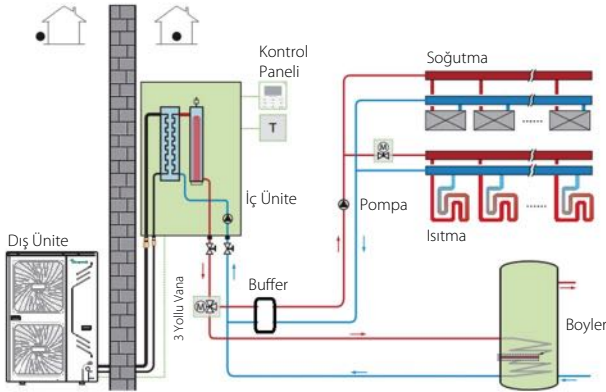 Kontrol
Paneli
T
İç Ünite
Dış Ünite
3 Yollu Vana
M
Buffer
Pompa
Soğutma
M
Isıtma
Boyler